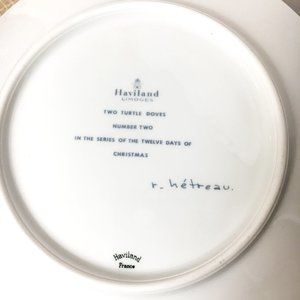 Haviland
LIMOGES
TWO TURTLE DOVES
NUMBER TWO
IN THE SERIES OF THE TWELVE DAYS OF
CHRISTMAS
r. hétreau.
Haviland
France